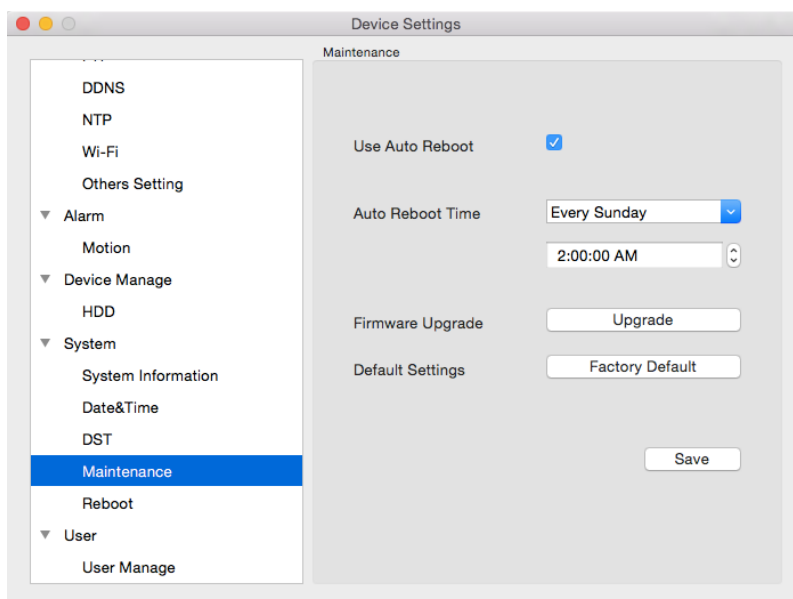 Device Settings
DDNS
NTP
Wi-Fi
Others Setting
Alarm
Motion
Device Manage
HDD
System
System Information
Date&Time
DST
Maintenance
Reboot
User
User Manage
Maintenance
Use Auto Reboot
Auto Reboot Time
Every Sunday
2:00:00 AM
Firmware Upgrade
Upgrade
Default Settings
Factory Default
Save